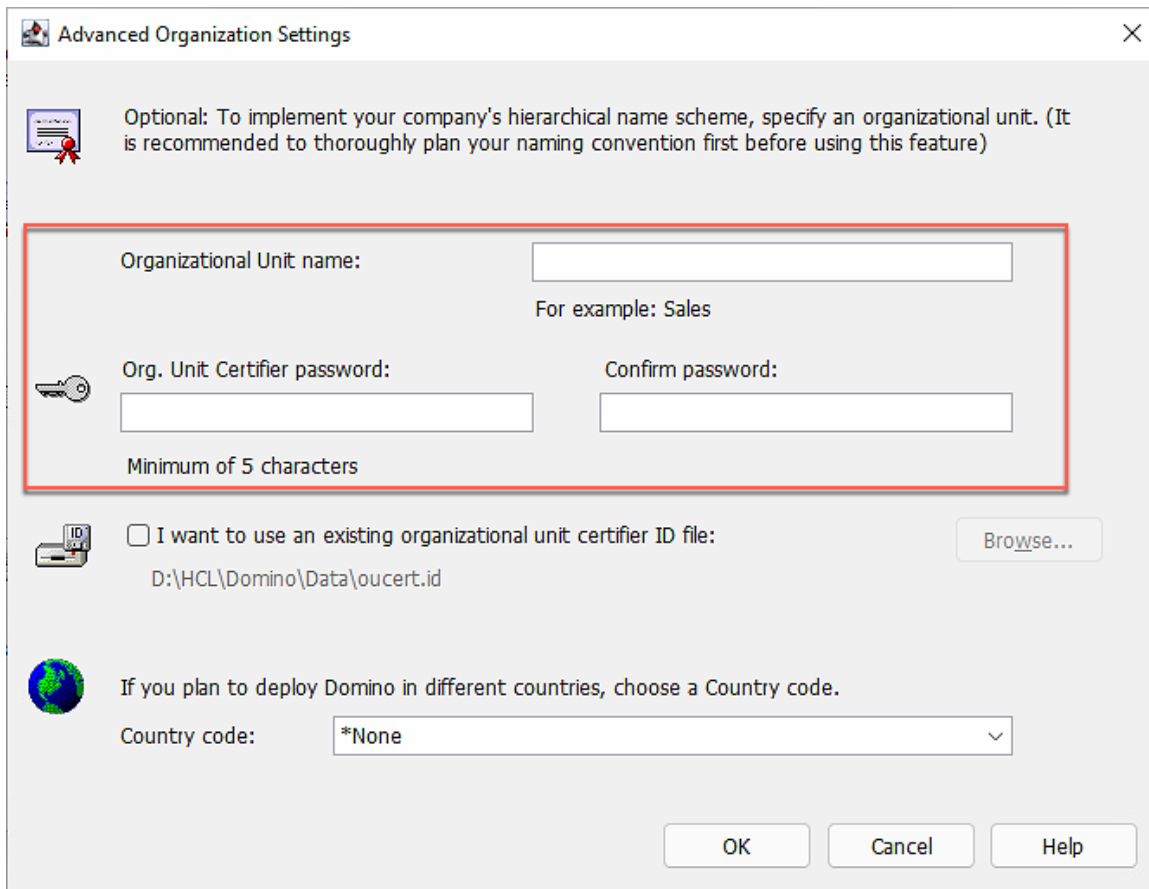 Advanced Organization Settings
Optional: To implement your company's hierarchical name scheme, specify an organizational unit. (It
is recommended to thoroughly plan your naming convention first before using this feature)
Organizational Unit name:
For example: Sales
Org. Unit Certifier password:
Confirm password:
Minimum of 5 characters
ID
I want to use an existing organizational unit certifier ID file:
Browse...
D:\HCL\Domino\Data\oucert.id
If you plan to deploy Domino in different countries, choose a Country code.
Country code:
*None
OK
Cancel
Help